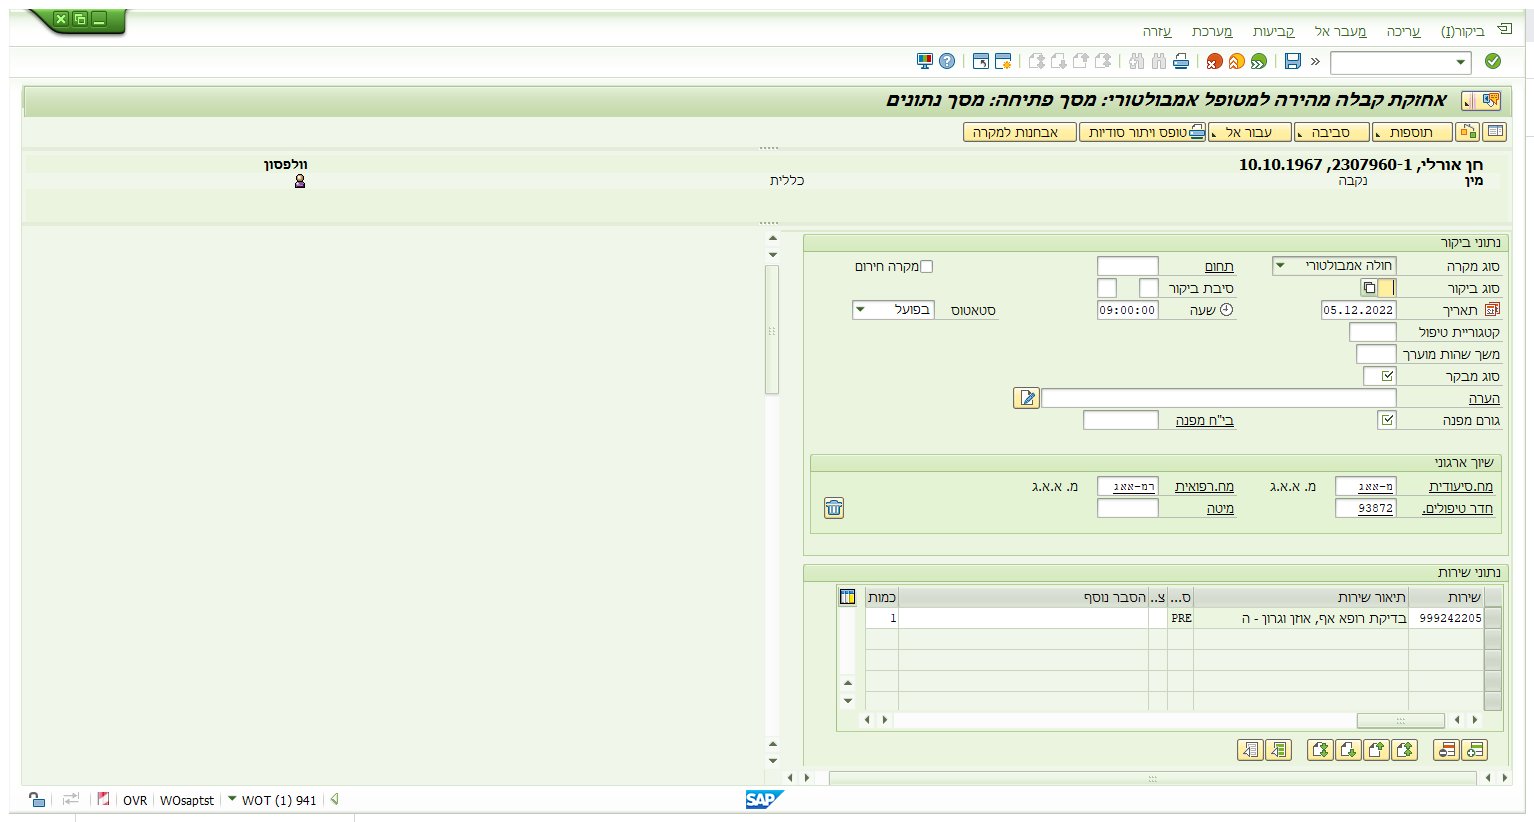 ביקור(I) עריכה מעבר אל קביעות מערכת עזרה
אחזקת קבלה מהירה למטופל אמבולטורי: מסך פתיחה: מסך נתונים
תוספות סביבה עבור אל טופס ויתור סודיות אבחנות למקרה
חן אורלי, 2307960-1, 10.10.1967 וולפסון
מין נקבה כללית
נתוני ביקור
סוג מקרה חולה אמבולטורי תחום מקרה חירום
סוג ביקור סיבת ביקור
תאריך 05.12.2022 שעה 09:00:00 סטאטוס בפועל
קטגוריית טיפול
משך שהות מוערך
סוג מבקר
הערה
גורם מפנה בי"ח מפנה
שיוך ארגוני
מח.סיעודית מ-אאג מ. א.א.ג מח.רפואית רמ-אאג מ. א.א.ג
חדר טיפולים. 93872 מיטה
נתוני שירות
שירות תיאור שירות ס... צ.. הסבר נוסף כמות
999242205 בדיקת רופא אף, אוזן וגרון - ה PRE 1
OVR WOsaptst WOT (1) 941
SAP